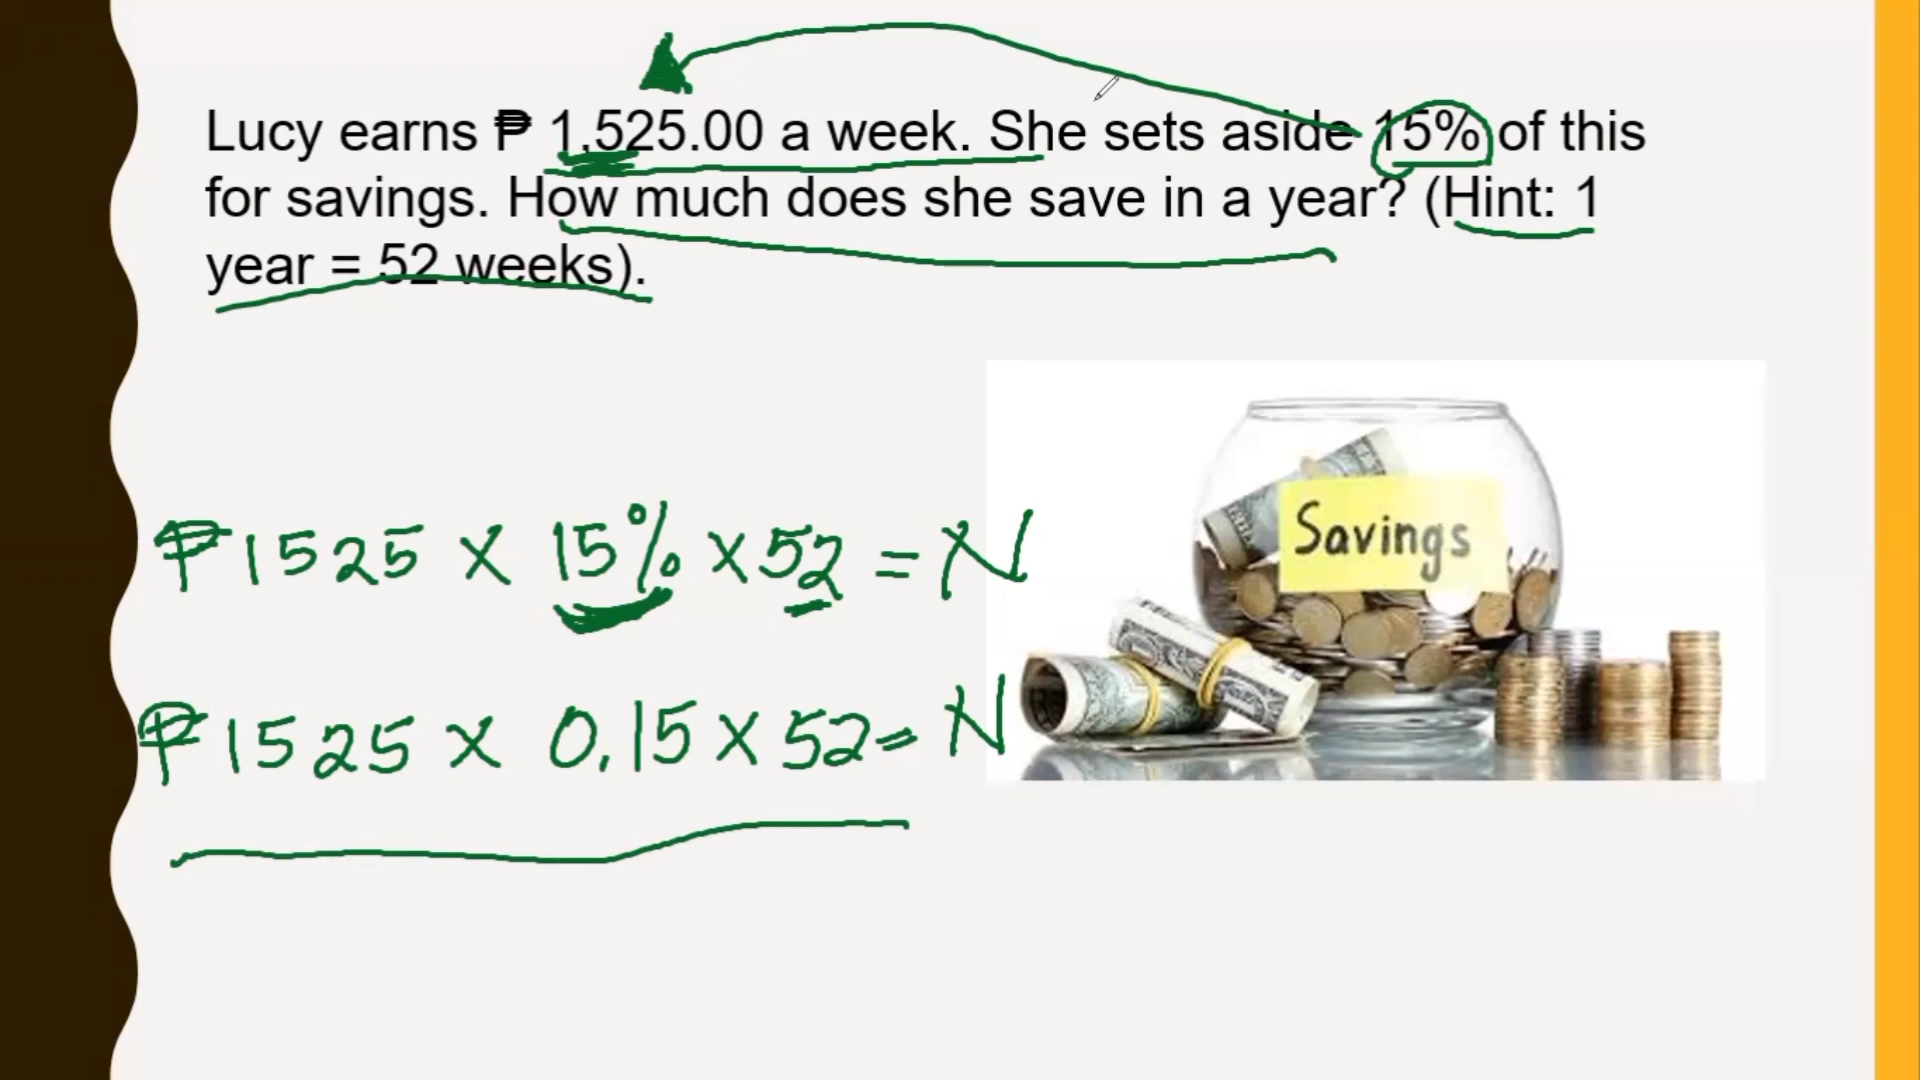 Lucy earns ₱ 1,525.00 a week. She sets aside 15% of this
for savings. How much does she save in a year? (Hint: 1
year = 52 weeks).
₱1525 x 15% x 52 = N
Savings
₱1525 x 0.15 x 52 = N